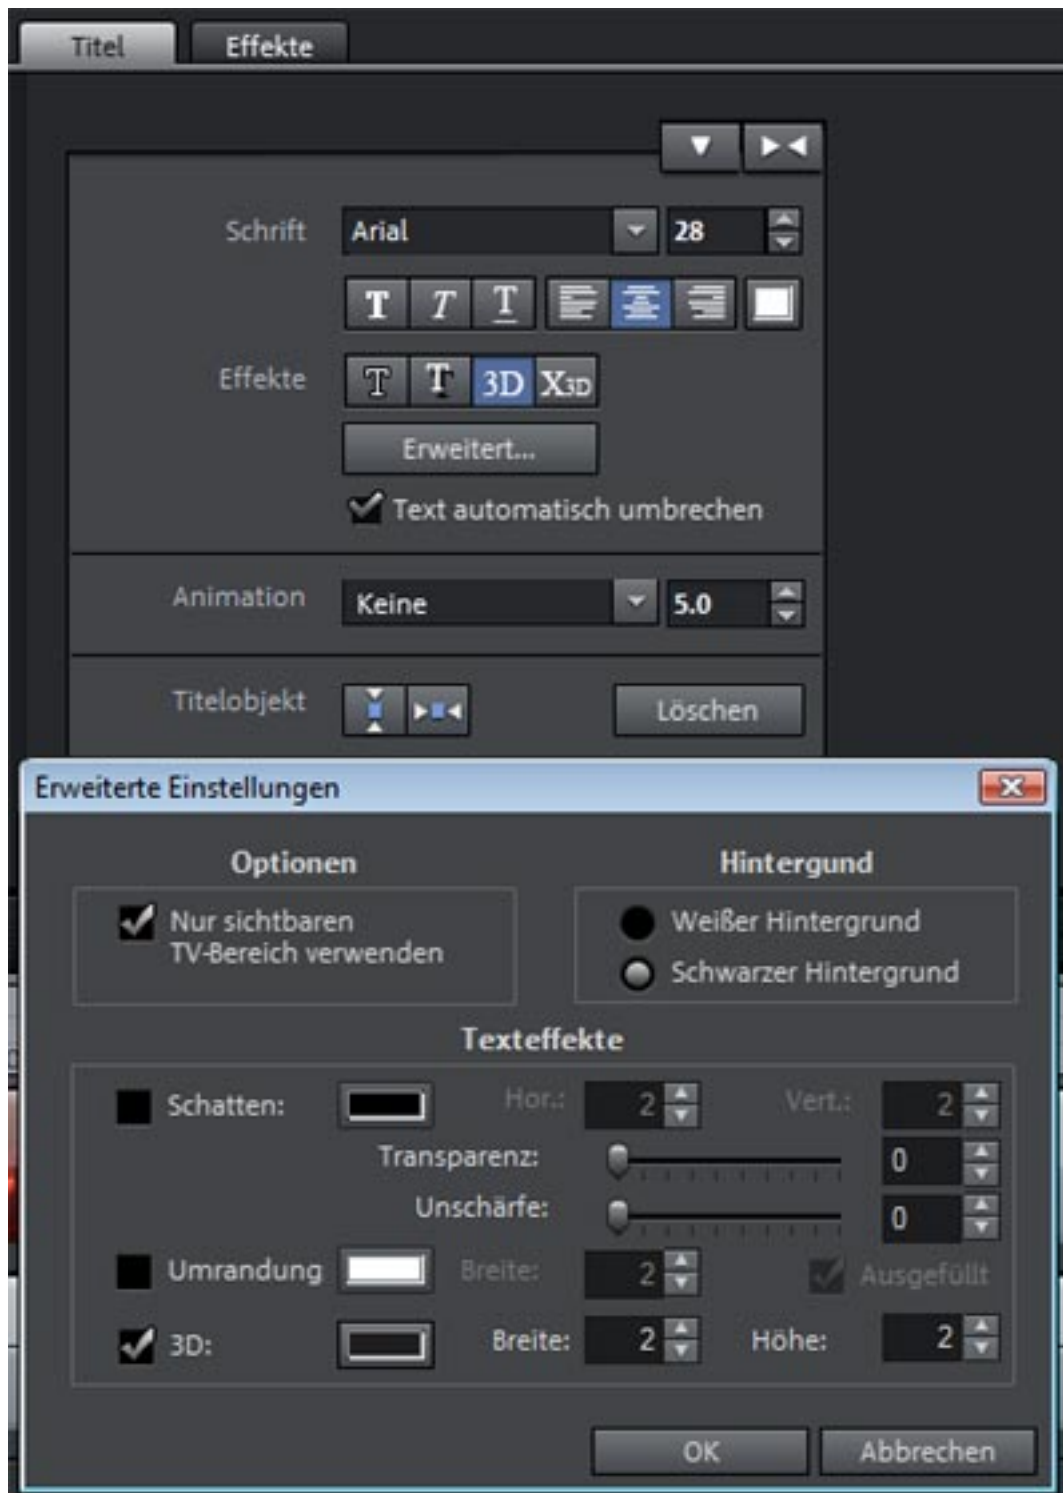 Titel Effekte
Schrift Arial 28
T T T
Effekte T T 3D X3D
Erweitert...
Text automatisch umbrechen
Animation Keine 5.0
Titelobjekt Löschen
Erweiterte Einstellungen
Optionen Hintergund
Nur sichtbaren Weißer Hintergrund
TV-Bereich verwenden Schwarzer Hintergrund
Texteffekte
Schatten: Hor.: 2 Vert.: 2
Transparenz: 0
Unschärfe: 0
Umrandung Breite: 2 Ausgefüllt
3D: Breite: 2 Höhe: 2
OK Abbrechen